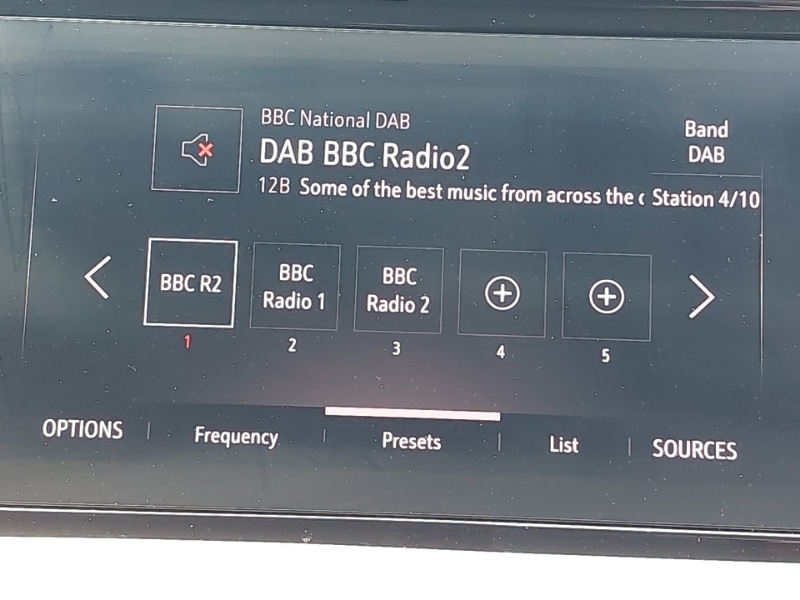 BBC National DAB
DAB BBC Radio2
12B Some of the best music from across the
Band
DAB
Station 4/10
BBC R2
BBC
Radio 1
BBC
Radio 2
1
2
3
4
5
OPTIONS
Frequency
Presets
List
SOURCES